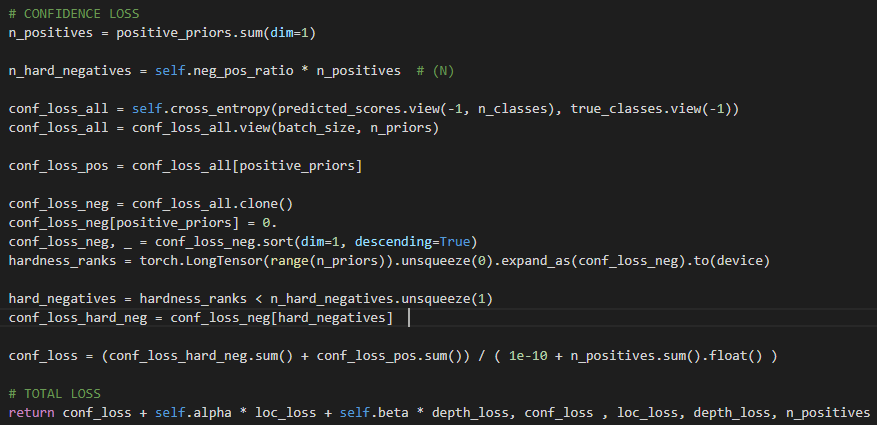 # CONFIDENCE LOSS
n_positives = positive_priors.sum(dim=1)
n_hard_negatives = self.neg_pos_ratio * n_positives  # (N)
conf_loss_all = self.cross_entropy(predicted_scores.view(-1, n_classes), true_classes.view(-1))
conf_loss_all = conf_loss_all.view(batch_size, n_priors)
conf_loss_pos = conf_loss_all[positive_priors]
conf_loss_neg = conf_loss_all.clone()
conf_loss_neg[positive_priors] = 0.
conf_loss_neg, _ = conf_loss_neg.sort(dim=1, descending=True)
hardness_ranks = torch.LongTensor(range(n_priors)).unsqueeze(0).expand_as(conf_loss_neg).to(device)
hard_negatives = hardness_ranks < n_hard_negatives.unsqueeze(1)
conf_loss_hard_neg = conf_loss_neg[hard_negatives]
conf_loss = (conf_loss_hard_neg.sum() + conf_loss_pos.sum()) / ( 1e-10 + n_positives.sum().float() )
# TOTAL LOSS
return conf_loss + self.alpha * loc_loss + self.beta * depth_loss, conf_loss , loc_loss, depth_loss, n_positives